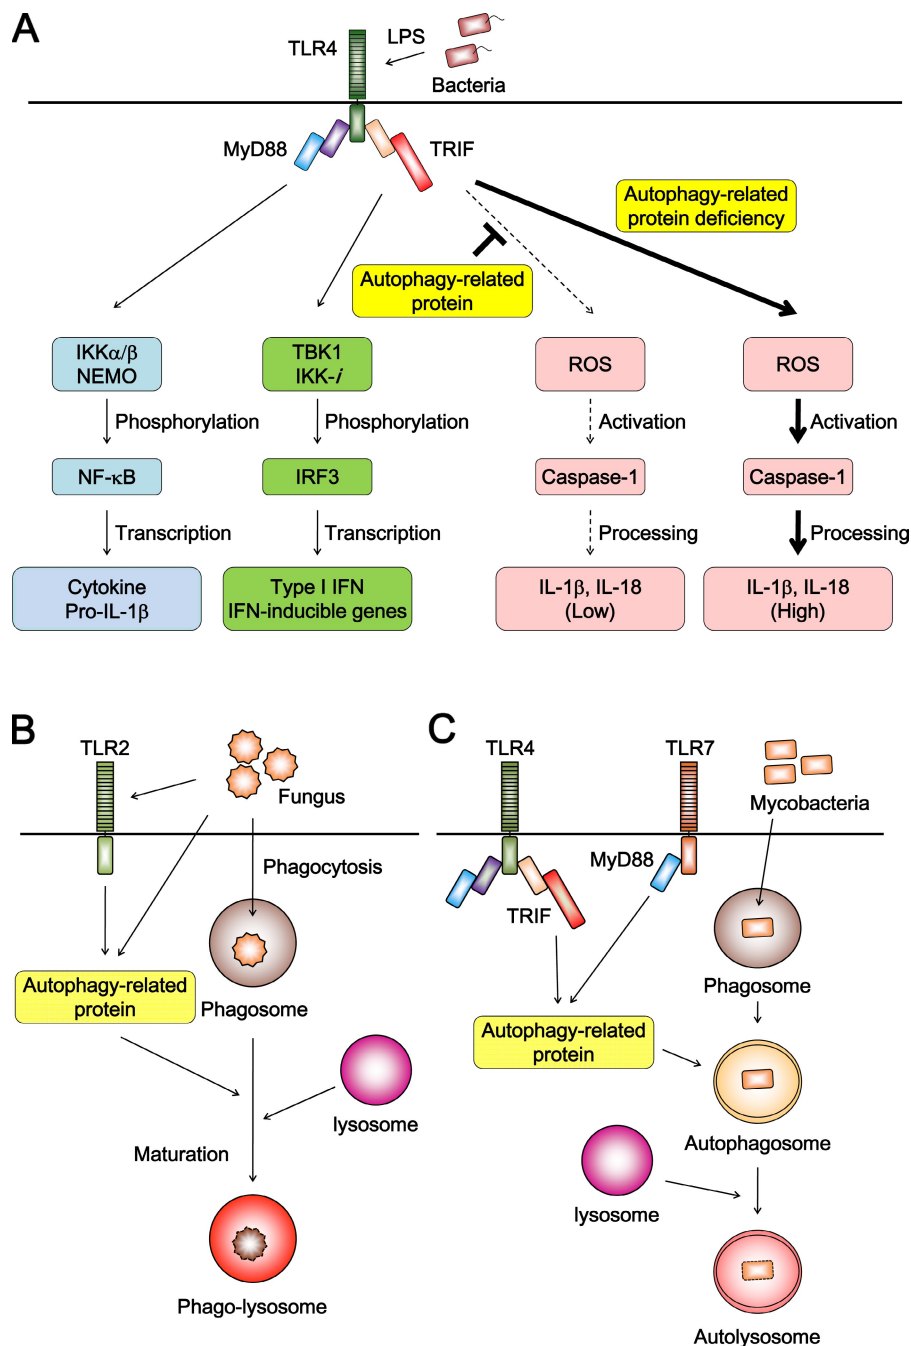 A
TLR4
LPS
Bacteria
MyD88
TRIF
Autophagy-related
protein deficiency
Autophagy-related
protein
IKKα/β
NEMO
TBK1
IKK-i
ROS
ROS
Phosphorylation
Phosphorylation
Activation
Activation
NF-κB
IRF3
Caspase-1
Caspase-1
Transcription
Transcription
Processing
Processing
Cytokine
Pro-IL-1β
Type I IFN
IFN-inducible genes
IL-1β, IL-18
(Low)
IL-1β, IL-18
(High)
B
TLR2
Fungus
Phagocytosis
Autophagy-related
protein
Phagosome
lysosome
Maturation
Phago-lysosome
C
TLR4
TLR7
Mycobacteria
MyD88
TRIF
Phagosome
Autophagy-related
protein
Autophagosome
lysosome
Autolysosome